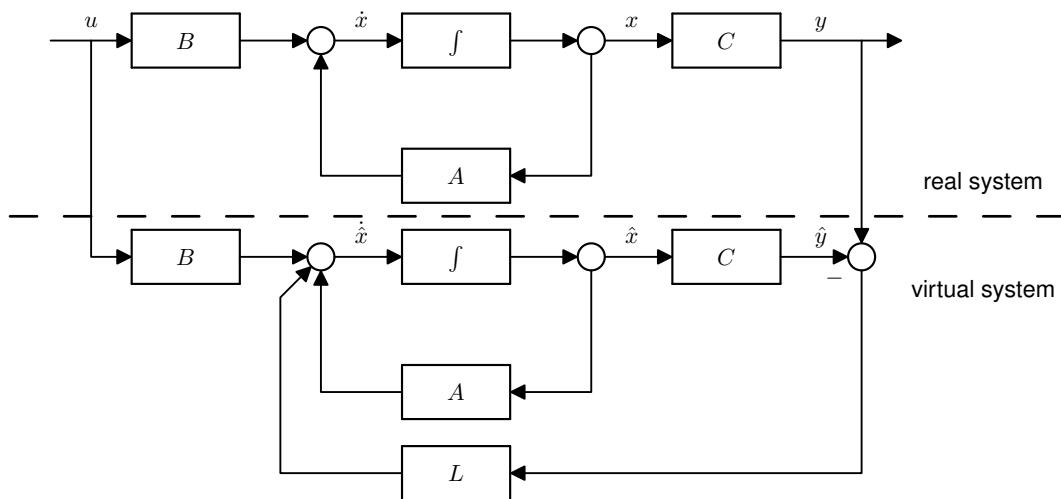 u B ẋ ∫ x C y
A
real system
B x̂̇ ∫ x̂ C ŷ
−
virtual system
A
L